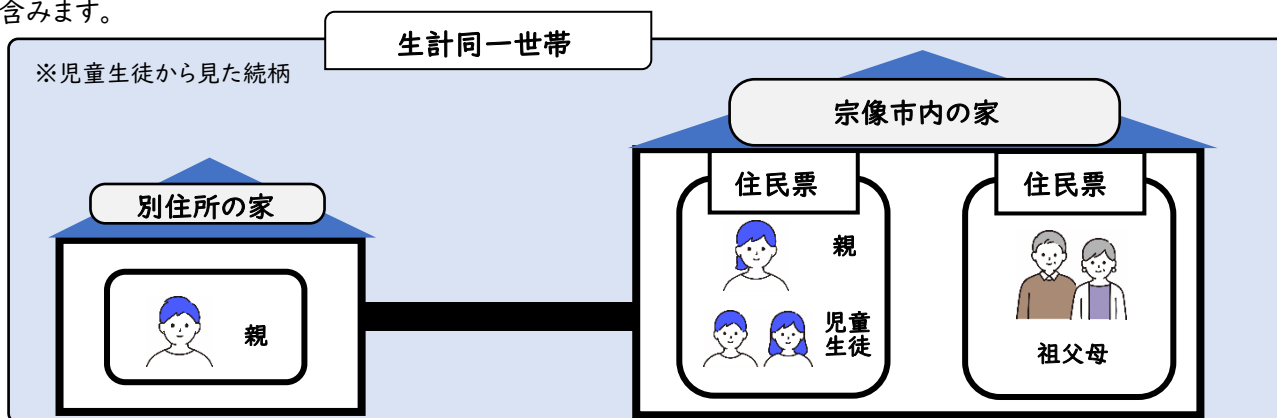 含みます。
生計同一世帯
※児童生徒から見た続柄
宗像市内の家
別住所の家
住民票
住民票
親
親
児童
生徒
祖父母